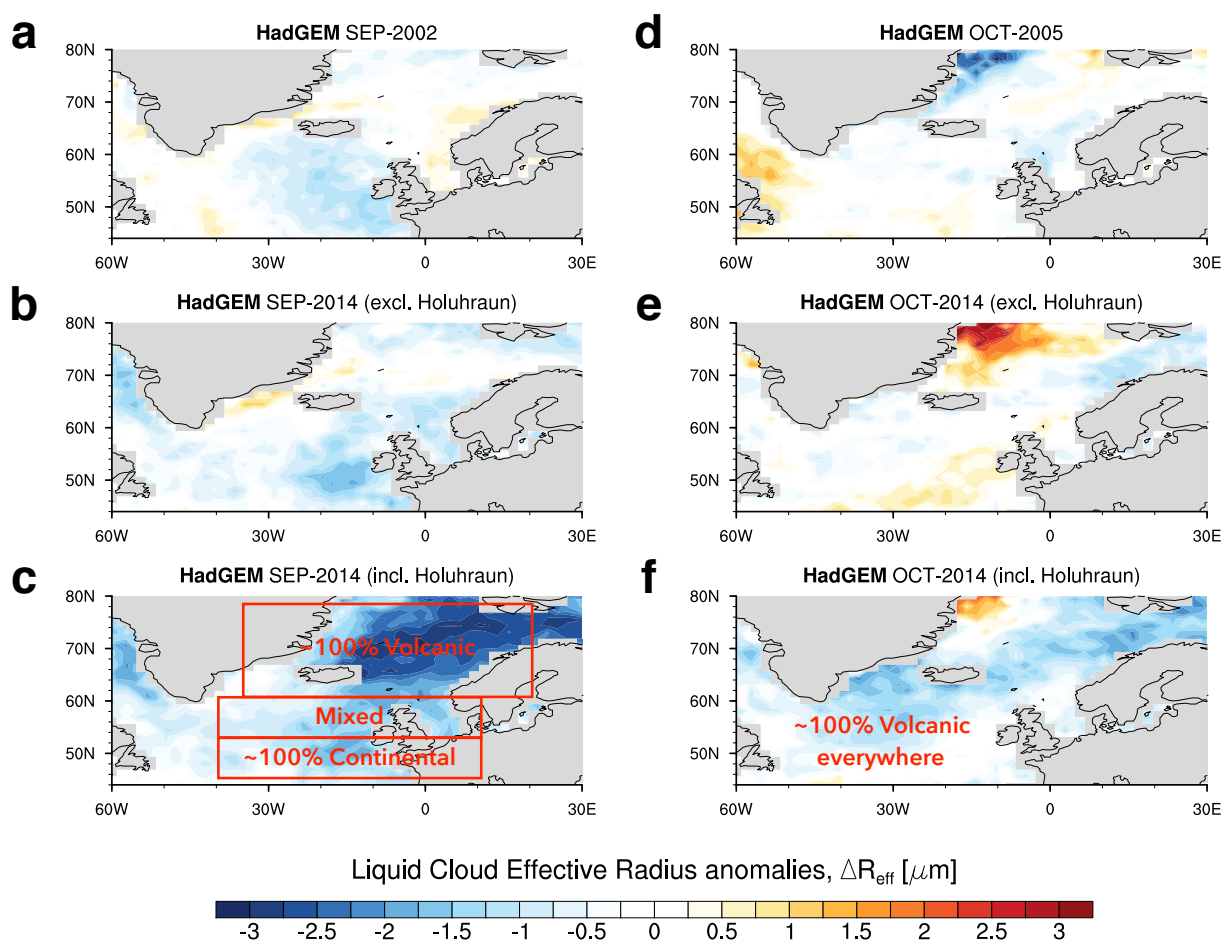 a
HadGEM SEP-2002
80N
70N
60N
50N
60W 30W 0 30E
d
HadGEM OCT-2005
80N
70N
60N
50N
60W 30W 0 30E
b
HadGEM SEP-2014 (excl. Holuhraun)
80N
70N
60N
50N
60W 30W 0 30E
e
HadGEM OCT-2014 (excl. Holuhraun)
80N
70N
60N
50N
60W 30W 0 30E
c
HadGEM SEP-2014 (incl. Holuhraun)
80N
70N
60N
50N
~100% Volcanic
Mixed
~100% Continental
60W 30W 0 30E
f
HadGEM OCT-2014 (incl. Holuhraun)
80N
70N
60N
50N
~100% Volcanic
everywhere
60W 30W 0 30E
Liquid Cloud Effective Radius anomalies, ΔReff [μm]
-3 -2.5 -2 -1.5 -1 -0.5 0 0.5 1 1.5 2 2.5 3